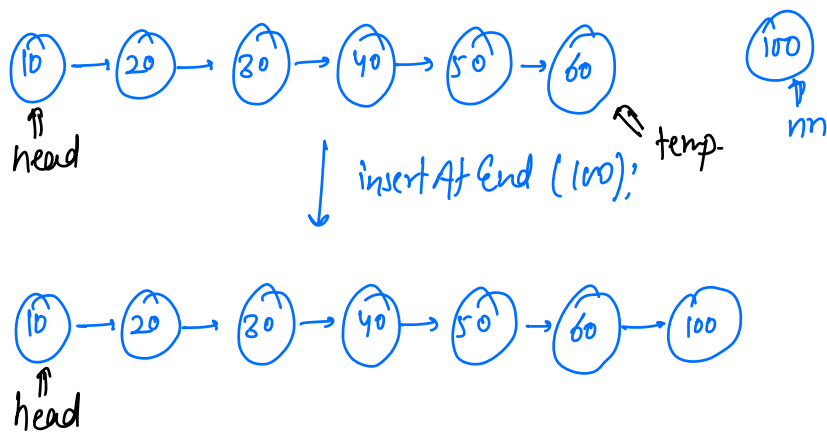 10 → 20 → 30 → 40 → 50 → 60 100
head temp. nn
insertAtEnd (100);
10 → 20 → 30 → 40 → 50 → 60 → 100
head